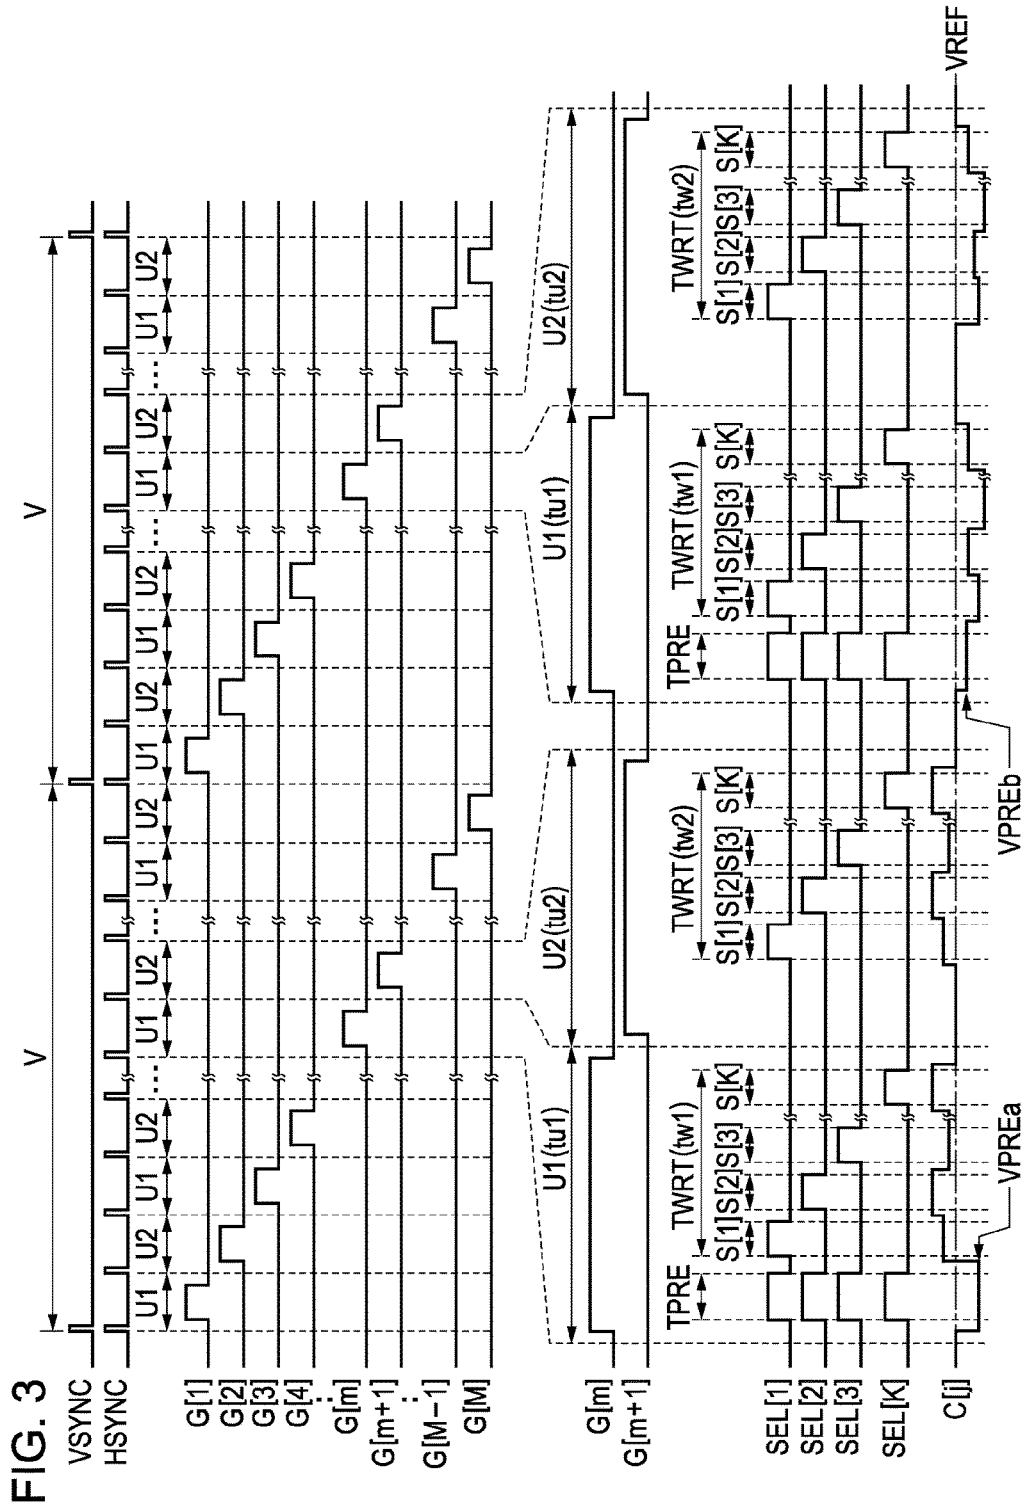 FIG. 3
V V
VSYNC
HSYNC
U1 U2 U1 U2 ... U1 U2 ... U1 U2 U1 U2 U1 U2 ... U1 U2 ... U1 U2
G[1]
G[2]
G[3]
G[4]
⋮
G[m]
G[m+1]
⋮
G[M−1]
G[M]
U1(tu1) U2(tu2) U1(tu1) U2(tu2)
G[m]
G[m+1]
TPRE TWRT(tw1) TWRT(tw2) TPRE TWRT(tw1) TWRT(tw2)
S[1] S[2] S[3] S[K] S[1] S[2] S[3] S[K] S[1] S[2] S[3] S[K] S[1] S[2] S[3] S[K]
SEL[1]
SEL[2]
SEL[3]
SEL[K]
C[j] VREF
VPREa VPREb